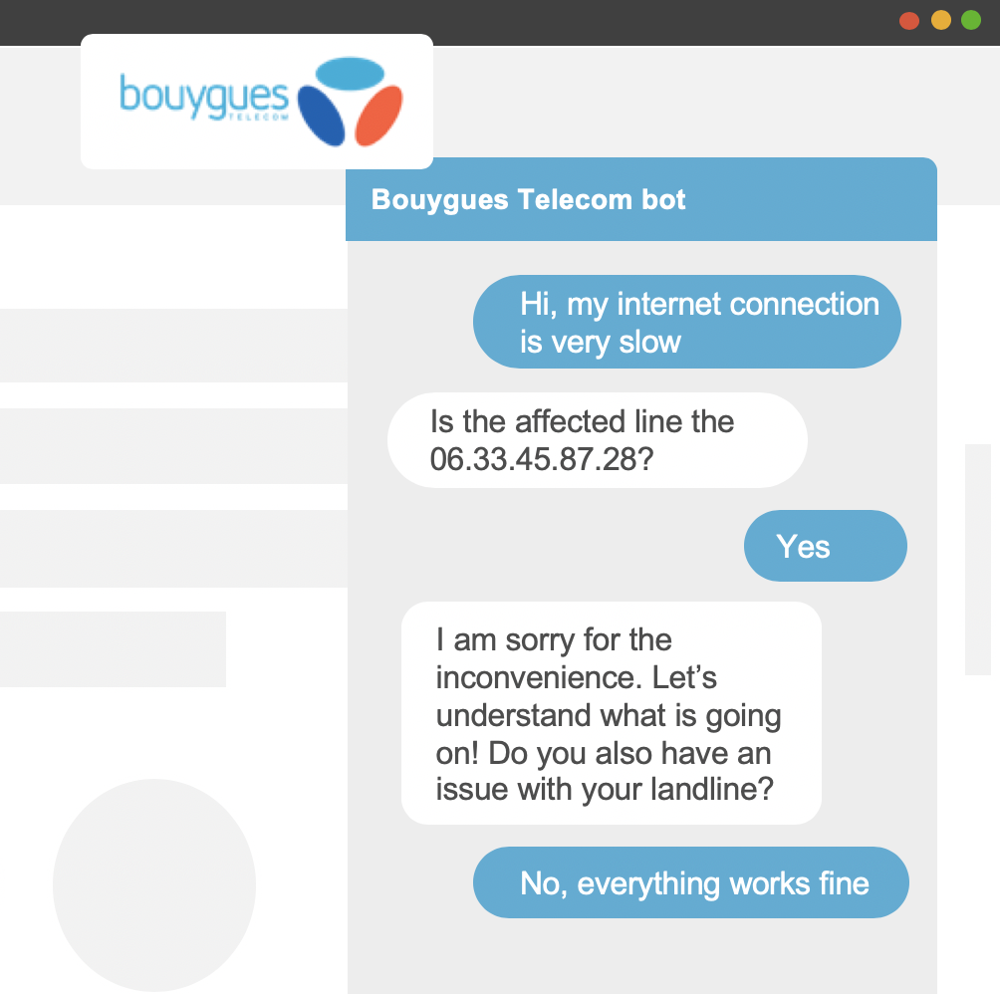 bouygues
TELECOM
Bouygues Telecom bot
Hi, my internet connection
is very slow
Is the affected line the
06.33.45.87.28?
Yes
I am sorry for the
inconvenience. Let’s
understand what is going
on! Do you also have an
issue with your landline?
No, everything works fine